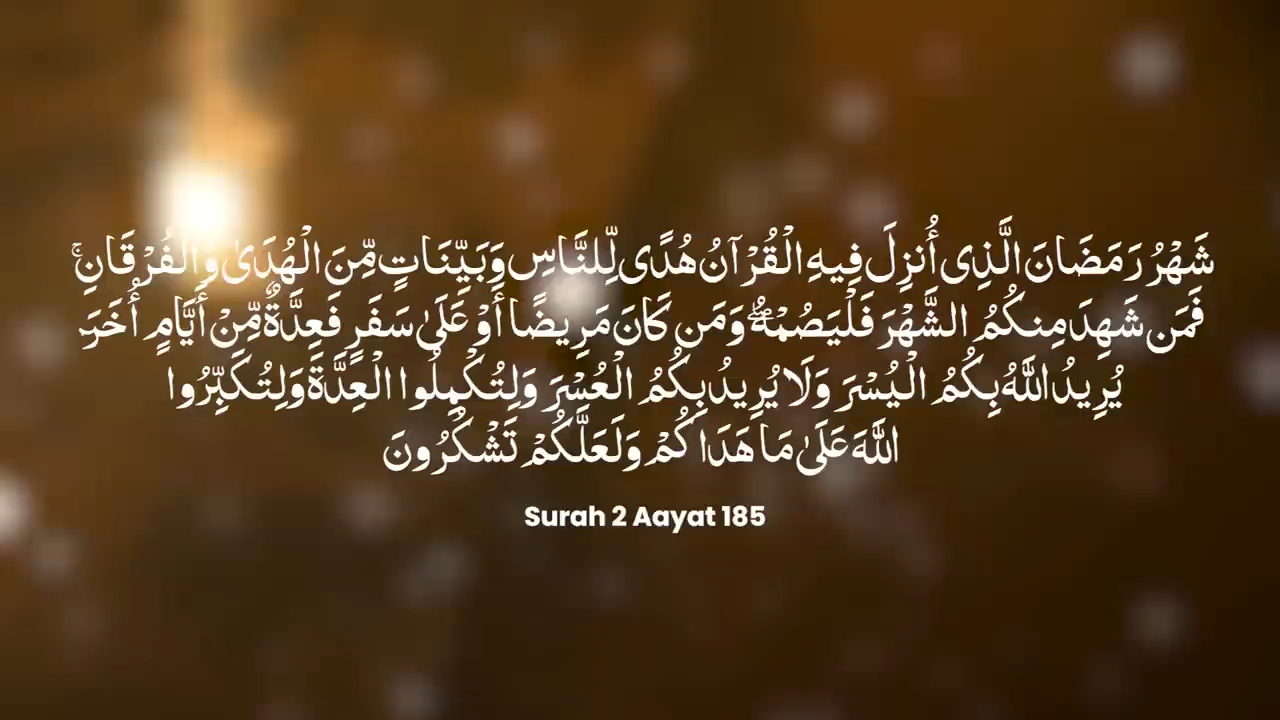 شَهْرُ رَمَضَانَ الَّذِى أُنزِلَ فِيهِ الْقُرْآنُ هُدًى لِّلنَّاسِ وَبَيِّنَاتٍ مِّنَ الْهُدَىٰ وَالْفُرْقَانِ ۚ
فَمَن شَهِدَ مِنكُمُ الشَّهْرَ فَلْيَصُمْهُ ۖ وَمَن كَانَ مَرِيضًا أَوْ عَلَىٰ سَفَرٍ فَعِدَّةٌ مِّنْ أَيَّامٍ أُخَرَ ۗ
يُرِيدُ اللَّهُ بِكُمُ الْيُسْرَ وَلَا يُرِيدُ بِكُمُ الْعُسْرَ وَلِتُكْمِلُوا الْعِدَّةَ وَلِتُكَبِّرُوا
اللَّهَ عَلَىٰ مَا هَدَاكُمْ وَلَعَلَّكُمْ تَشْكُرُونَ
Surah 2 Aayat 185